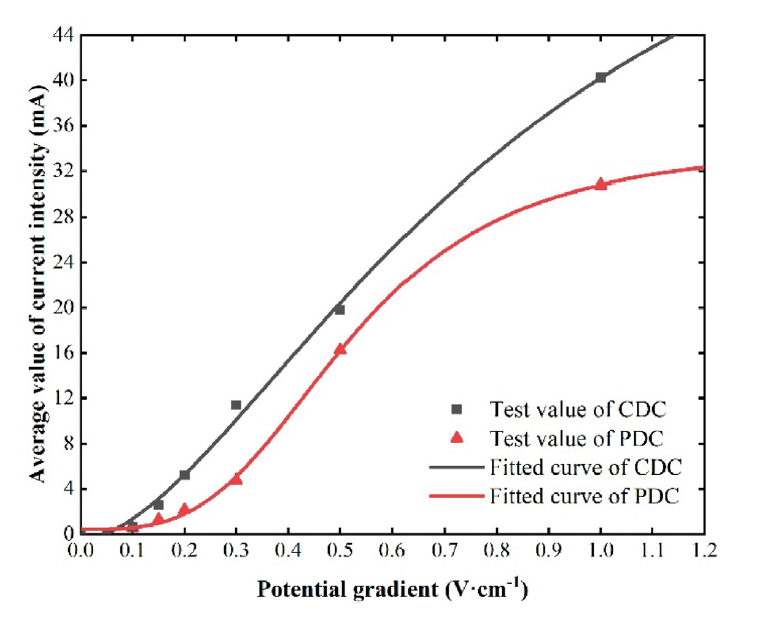 44
40
36
32
28
24
20
16
12
8
4
0
0.0 0.1 0.2 0.3 0.4 0.5 0.6 0.7 0.8 0.9 1.0 1.1 1.2
Average value of current intensity (mA)
Potential gradient (V·cm⁻¹)
Test value of CDC
Test value of PDC
Fitted curve of CDC
Fitted curve of PDC